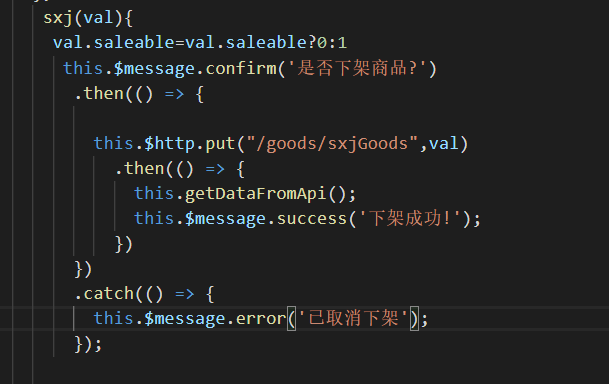 sxj(val){
val.saleable=val.saleable?0:1
this.$message.confirm('是否下架商品?')
.then(() => {
this.$http.put("/goods/sxjGoods",val)
.then(() => {
this.getDataFromApi();
this.$message.success('下架成功!');
})
})
.catch(() => {
this.$message.error('已取消下架');
});